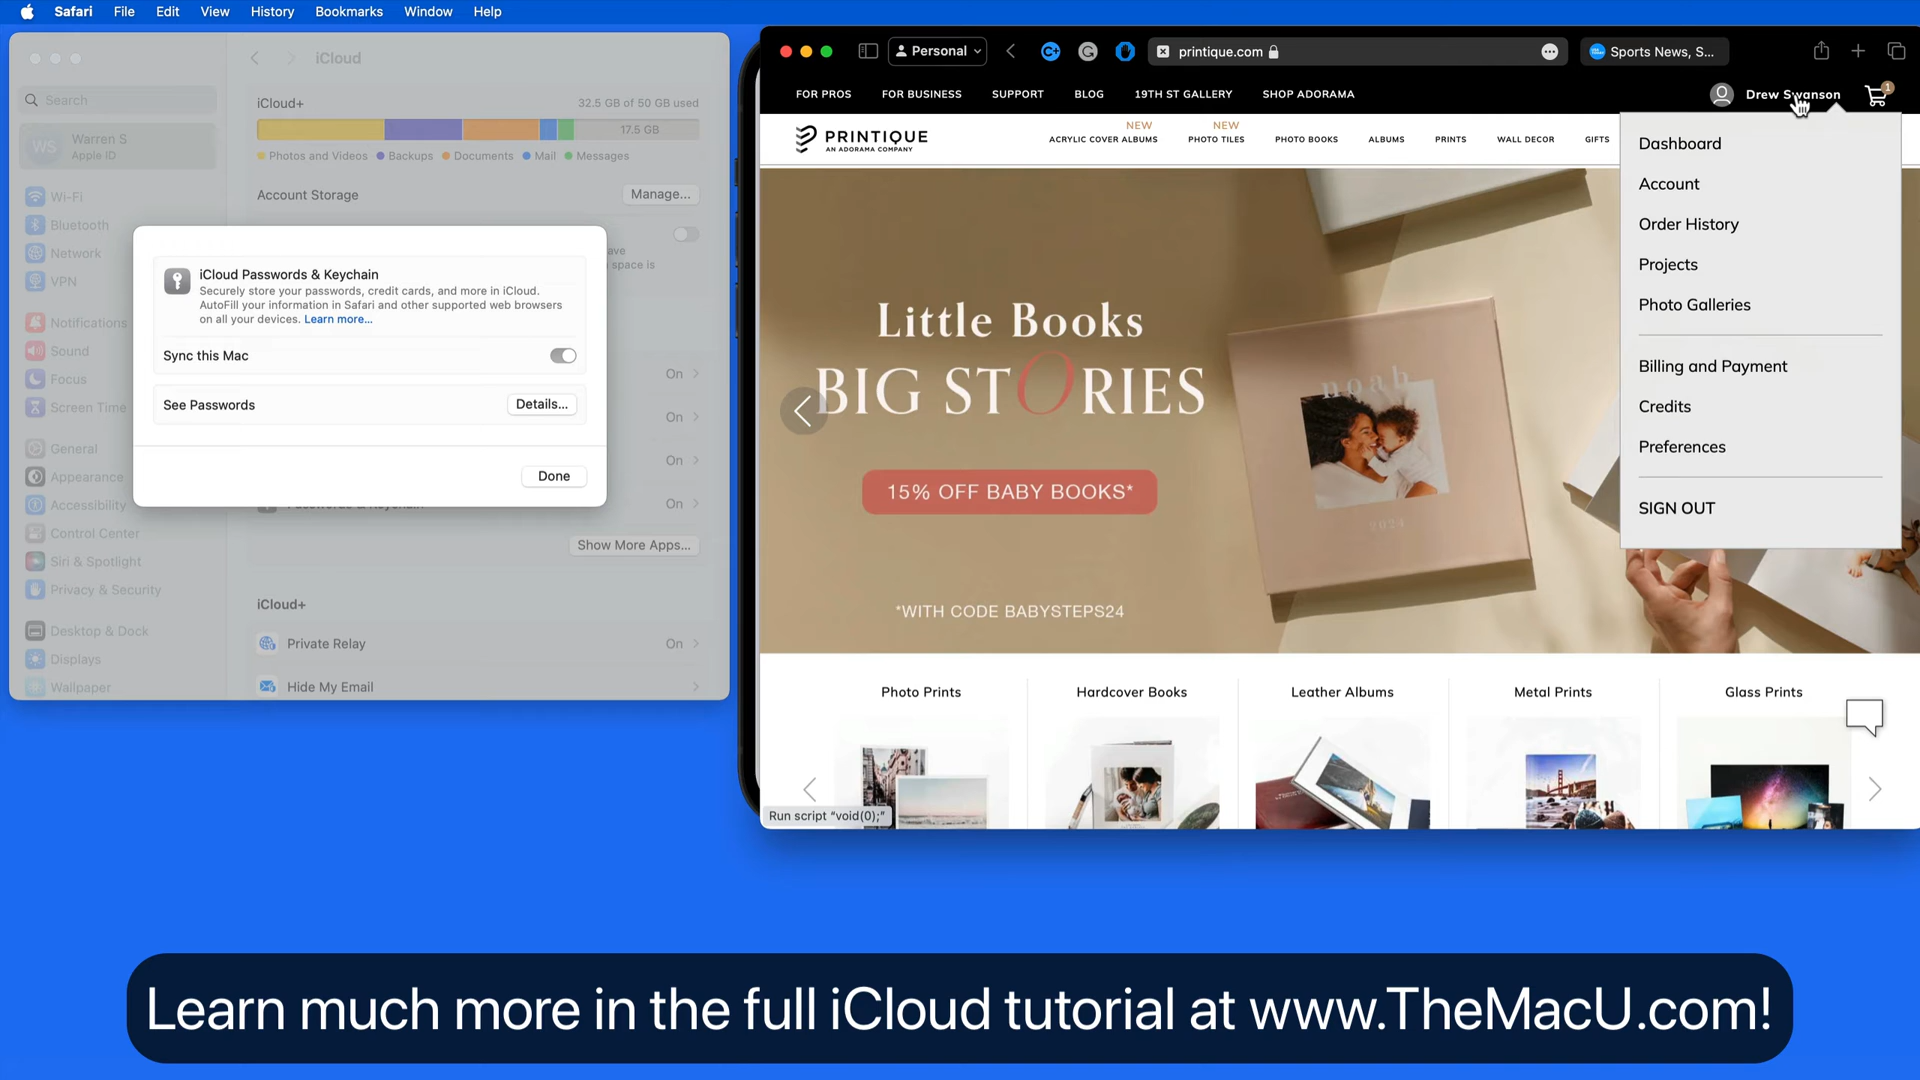 Safari File Edit View History Bookmarks Window Help
iCloud
Search
WS
Warren S
Apple ID
Wi-Fi
Bluetooth
Network
VPN
Notifications
Sound
Focus
Screen Time
General
Appearance
Accessibility
Control Center
Siri & Spotlight
Privacy & Security
Desktop & Dock
Displays
Wallpaper
iCloud+
32.5 GB of 50 GB used
17.5 GB
Photos and Videos Backups Documents Mail Messages
Account Storage
Manage...
ave
space is
On
On
On
On
Show More Apps...
iCloud+
Private Relay On
Hide My Email
iCloud Passwords & Keychain
Securely store your passwords, credit cards, and more in iCloud.
AutoFill your information in Safari and other supported web browsers
on all your devices. Learn more...
Sync this Mac
See Passwords
Details...
Done
Personal
printique.com
Sports News, S...
FOR PROS FOR BUSINESS SUPPORT BLOG 19TH ST GALLERY SHOP ADORAMA
Drew Swanson
1
PRINTIQUE
AN ADORAMA COMPANY
NEW NEW
ACRYLIC COVER ALBUMS PHOTO TILES PHOTO BOOKS ALBUMS PRINTS WALL DECOR GIFTS
Dashboard
Account
Order History
Projects
Photo Galleries
Billing and Payment
Credits
Preferences
SIGN OUT
Little Books
BIG STORIES
15% OFF BABY BOOKS*
*WITH CODE BABYSTEPS24
noah
2024
Photo Prints Hardcover Books Leather Albums Metal Prints Glass Prints
Run script "void(0);"
Learn much more in the full iCloud tutorial at www.TheMacU.com!